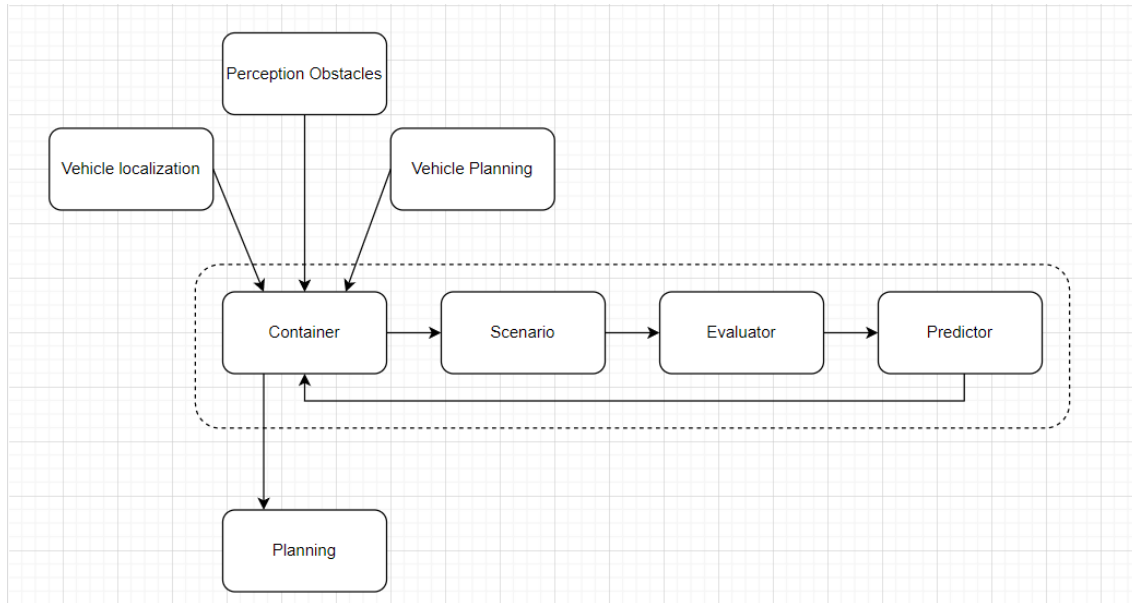 Perception Obstacles
Vehicle localization
Vehicle Planning
Container
Scenario
Evaluator
Predictor
Planning